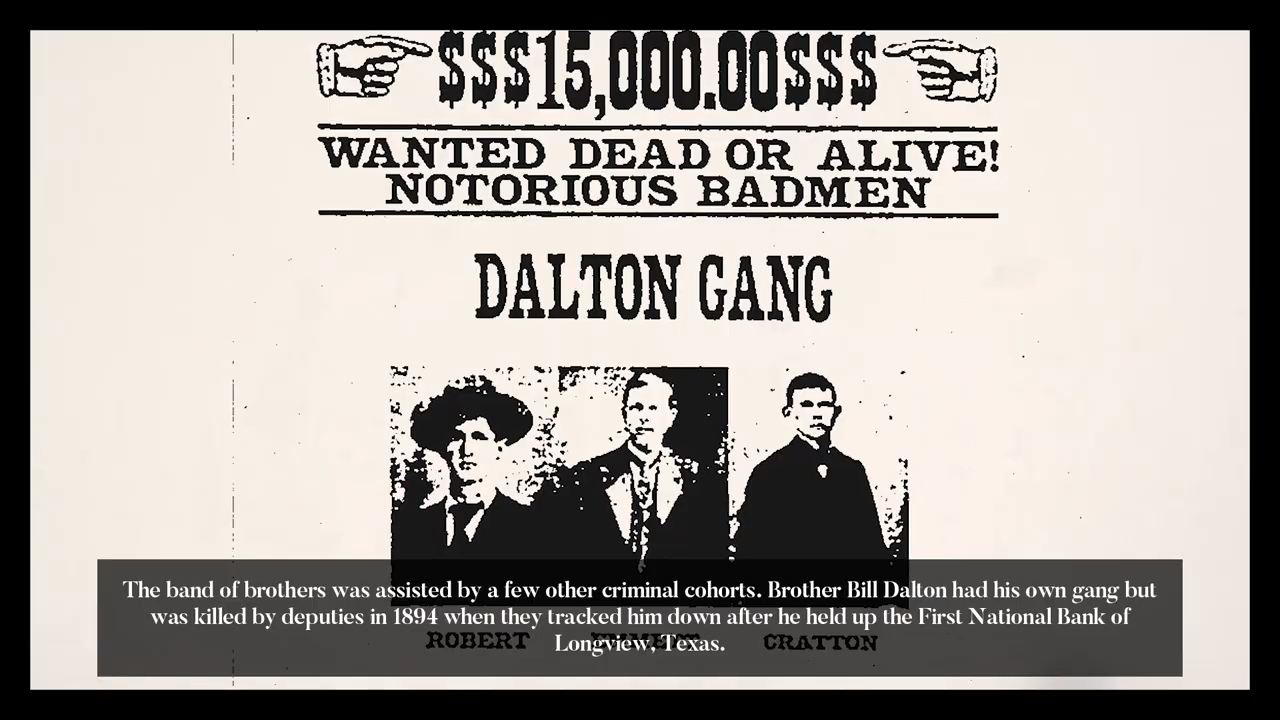 $$$15,000.00$$$
WANTED DEAD OR ALIVE!
NOTORIOUS BADMEN
DALTON GANG
The band of brothers was assisted by a few other criminal cohorts. Brother Bill Dalton had his own gang but
was killed by deputies in 1894 when they tracked him down after he held up the First National Bank of
Longview, Texas.
ROBERT EMMETT CRATTON